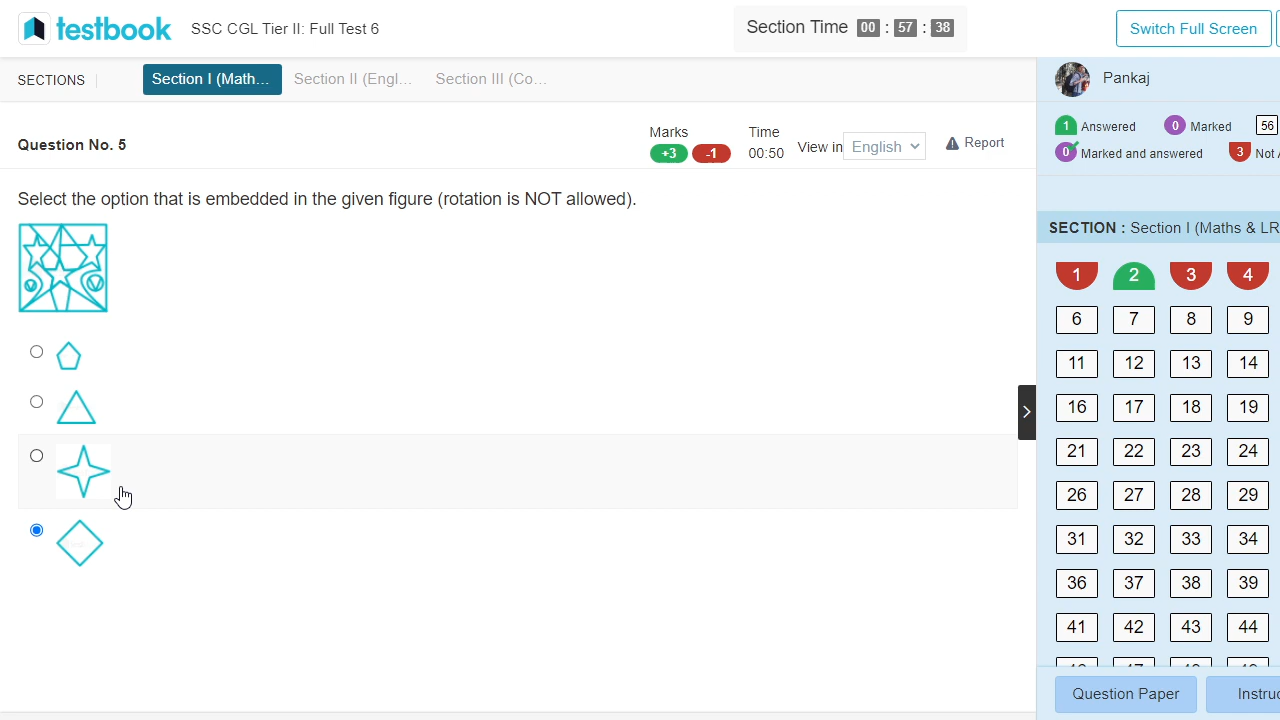 testbook
SSC CGL Tier II: Full Test 6
Section Time 00 : 57 : 38
Switch Full Screen
SECTIONS
Section I (Math...
Section II (Engl...
Section III (Co...
Pankaj
1 Answered
0 Marked
56
0 Marked and answered
3 Not
Question No. 5
Marks
+3 -1
Time
00:50
View in English
Report
SECTION : Section I (Maths & LR
Select the option that is embedded in the given figure (rotation is NOT allowed).
1 2 3 4
6 7 8 9
11 12 13 14
16 17 18 19
21 22 23 24
26 27 28 29
31 32 33 34
36 37 38 39
41 42 43 44
Question Paper